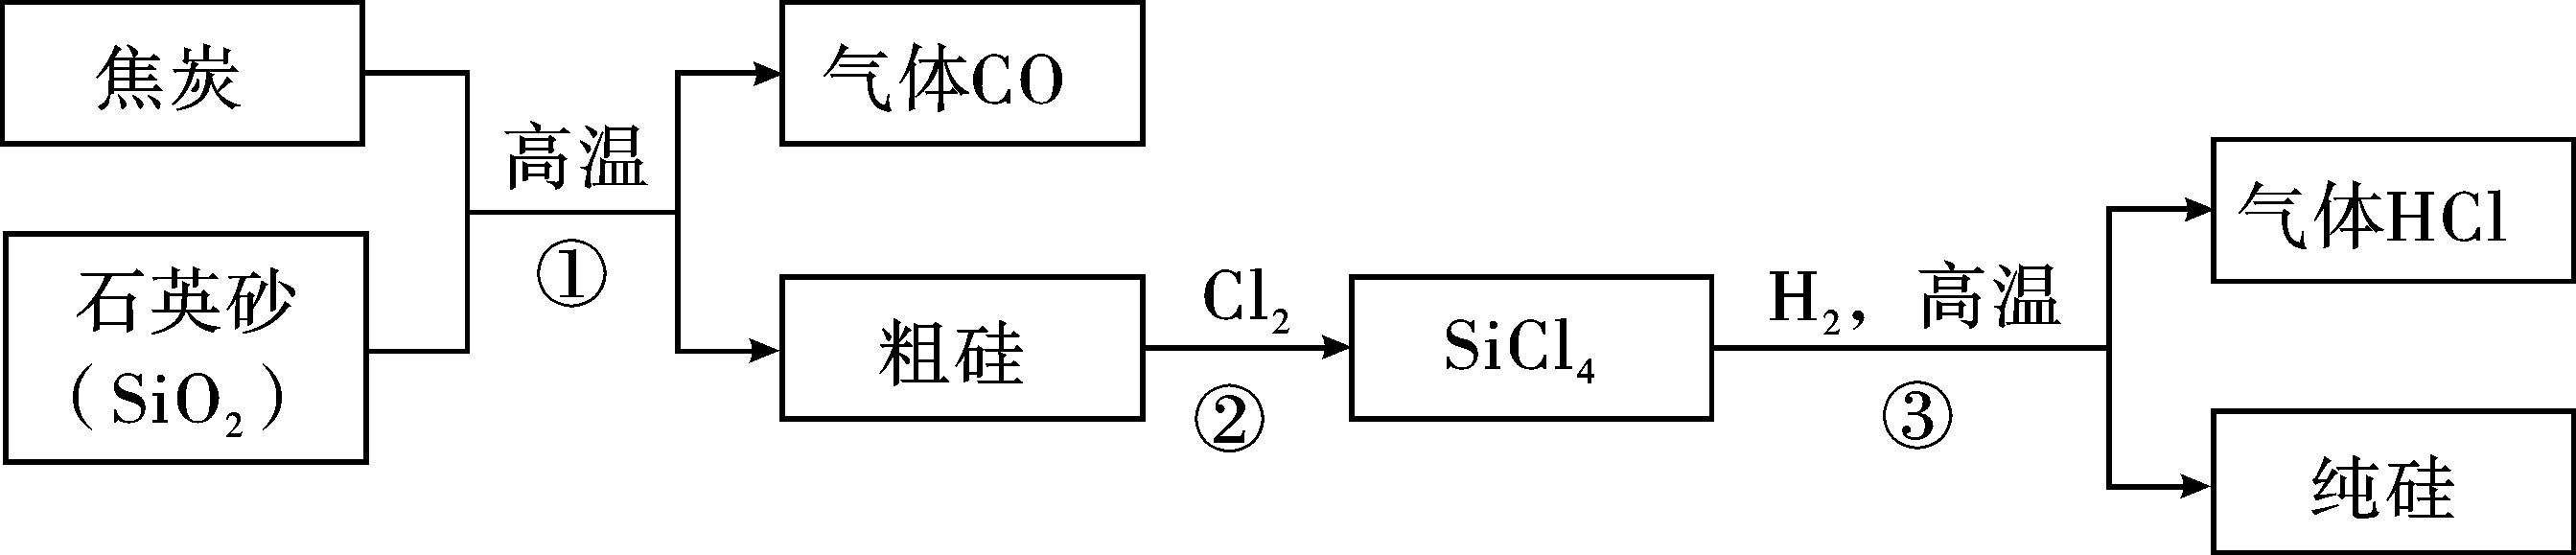 焦炭
石英砂
(SiO₂)
高温
①
气体CO
粗硅
Cl₂
②
SiCl₄
H₂，高温
③
气体HCl
纯硅